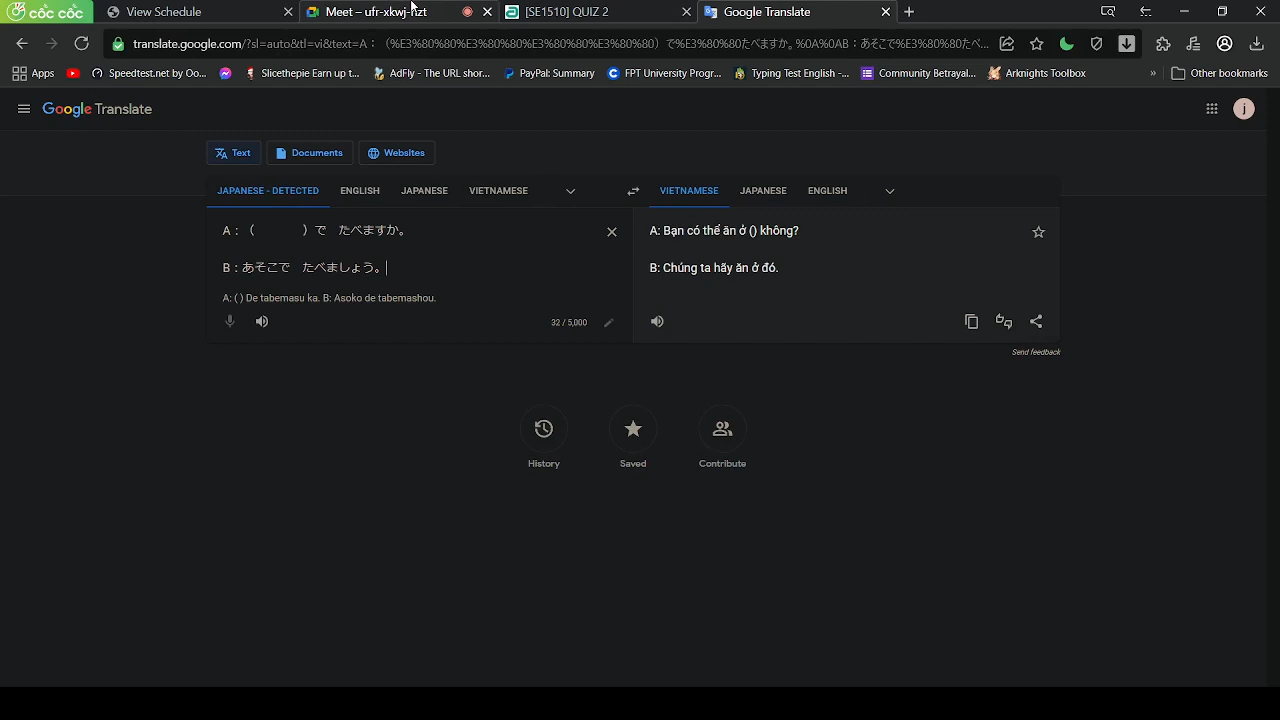 cốc cốc
View Schedule
Meet – ufr-xkwj-hzt
[SE1510] QUIZ 2
Google Translate
translate.google.com/?sl=auto&tl=vi&text=A：（%E3%80%80%E3%80%80%E3%80%80%E3%80%80）で%E3%80%80たべますか。%0A%0AB：あそこで%E3%80%80たべ...
Apps
Speedtest.net by Oo...
Slicethepie Earn up t...
AdFly - The URL shor...
PayPal Summary
FPT University Progr...
Typing Test English -...
Community Betrayal...
Arknights Toolbox
»
Other bookmarks
Google Translate
j
Text
Documents
Websites
JAPANESE - DETECTED
ENGLISH
JAPANESE
VIETNAMESE
VIETNAMESE
JAPANESE
ENGLISH
A：（　　　　）で　たべますか。
B：あそこで　たべましょう。
A: ( ) De tabemasu ka. B: Asoko de tabemashou.
32 / 5,000
A: Bạn có thể ăn ở () không?
B: Chúng ta hãy ăn ở đó.
Send feedback
History
Saved
Contribute